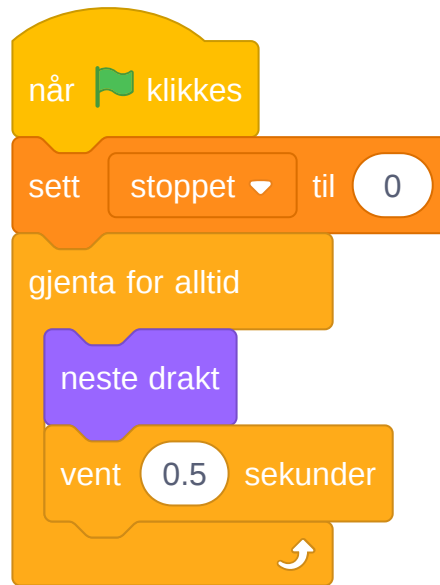 når klikkes
sett stoppet til 0
gjenta for alltid
neste drakt
vent 0.5 sekunder